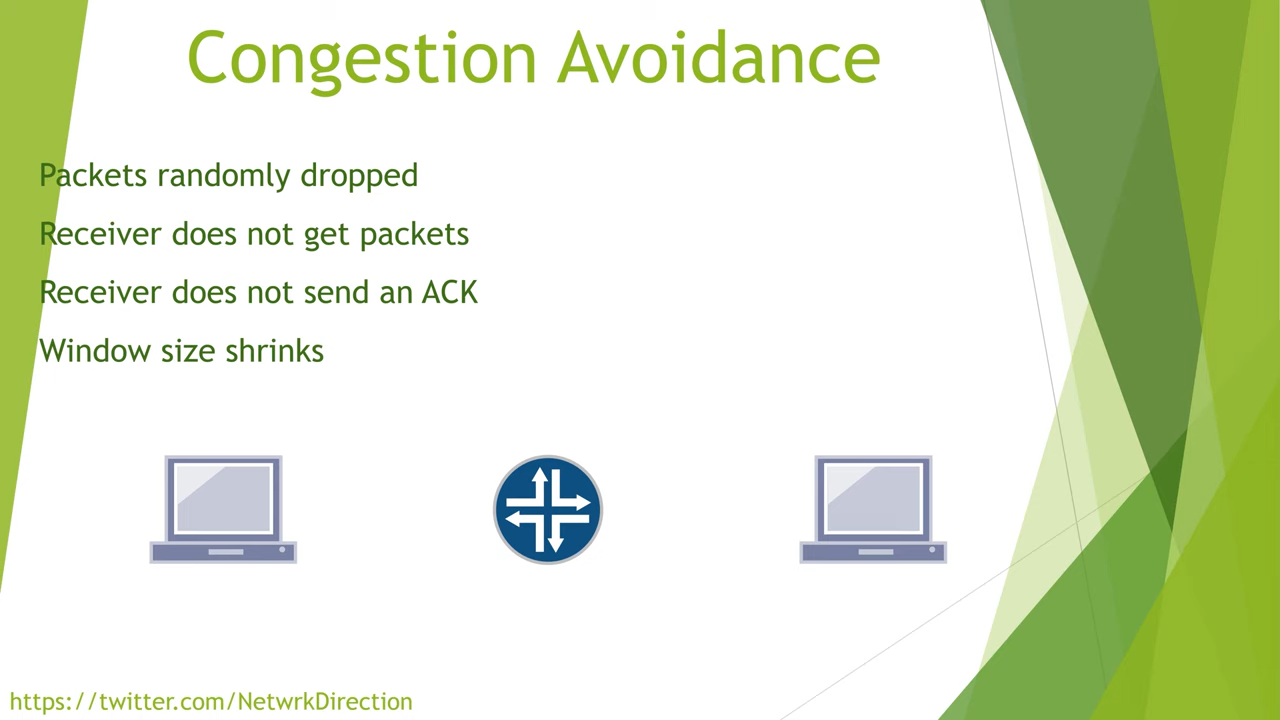 Congestion Avoidance
Packets randomly dropped
Receiver does not get packets
Receiver does not send an ACK
Window size shrinks
https://twitter.com/NetwrkDirection